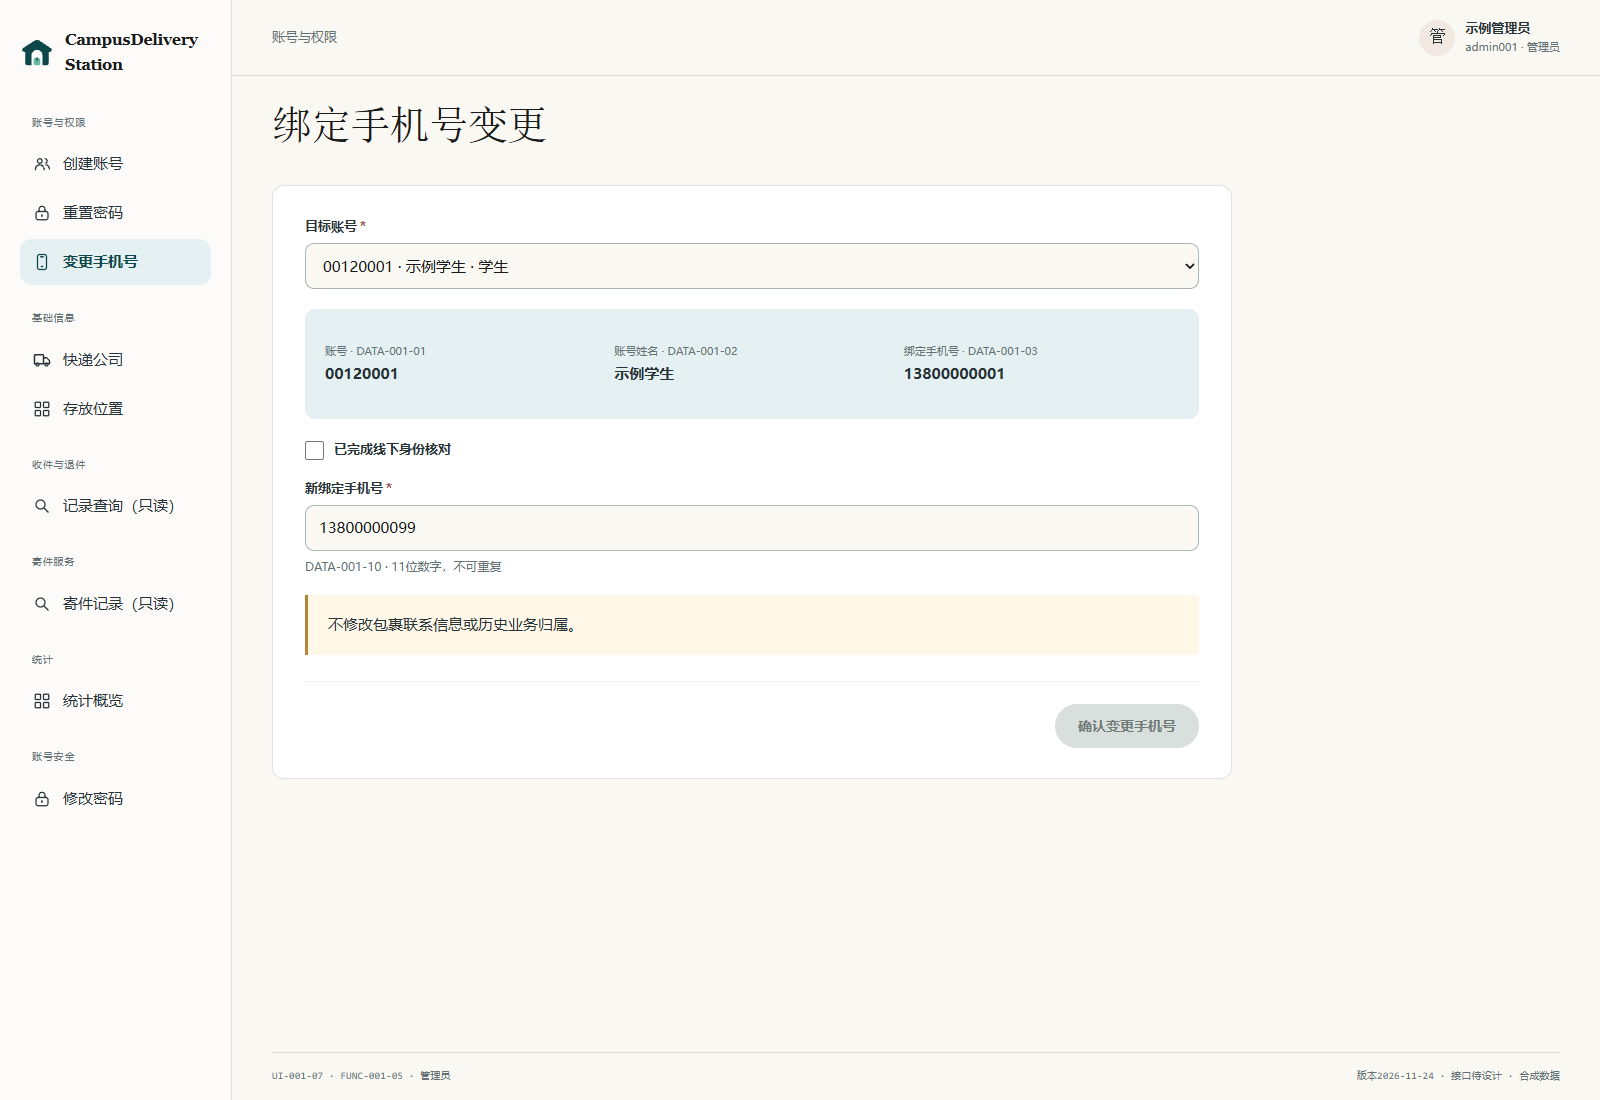 CampusDelivery
Station
账号与权限
创建账号
重置密码
变更手机号
基础信息
快递公司
存放位置
收件与退件
记录查询（只读）
寄件服务
寄件记录（只读）
统计
统计概览
账号安全
修改密码
账号与权限
管
示例管理员
admin001 · 管理员
绑定手机号变更
目标账号 *
00120001 · 示例学生 · 学生
账号 · DATA-001-01
00120001
账号姓名 · DATA-001-02
示例学生
绑定手机号 · DATA-001-03
13800000001
已完成线下身份核对
新绑定手机号 *
13800000099
DATA-001-10 · 11位数字，不可重复
不修改包裹联系信息或历史业务归属。
确认变更手机号
UI-001-07 · FUNC-001-05 · 管理员
版本2026-11-24 · 接口待设计 · 合成数据